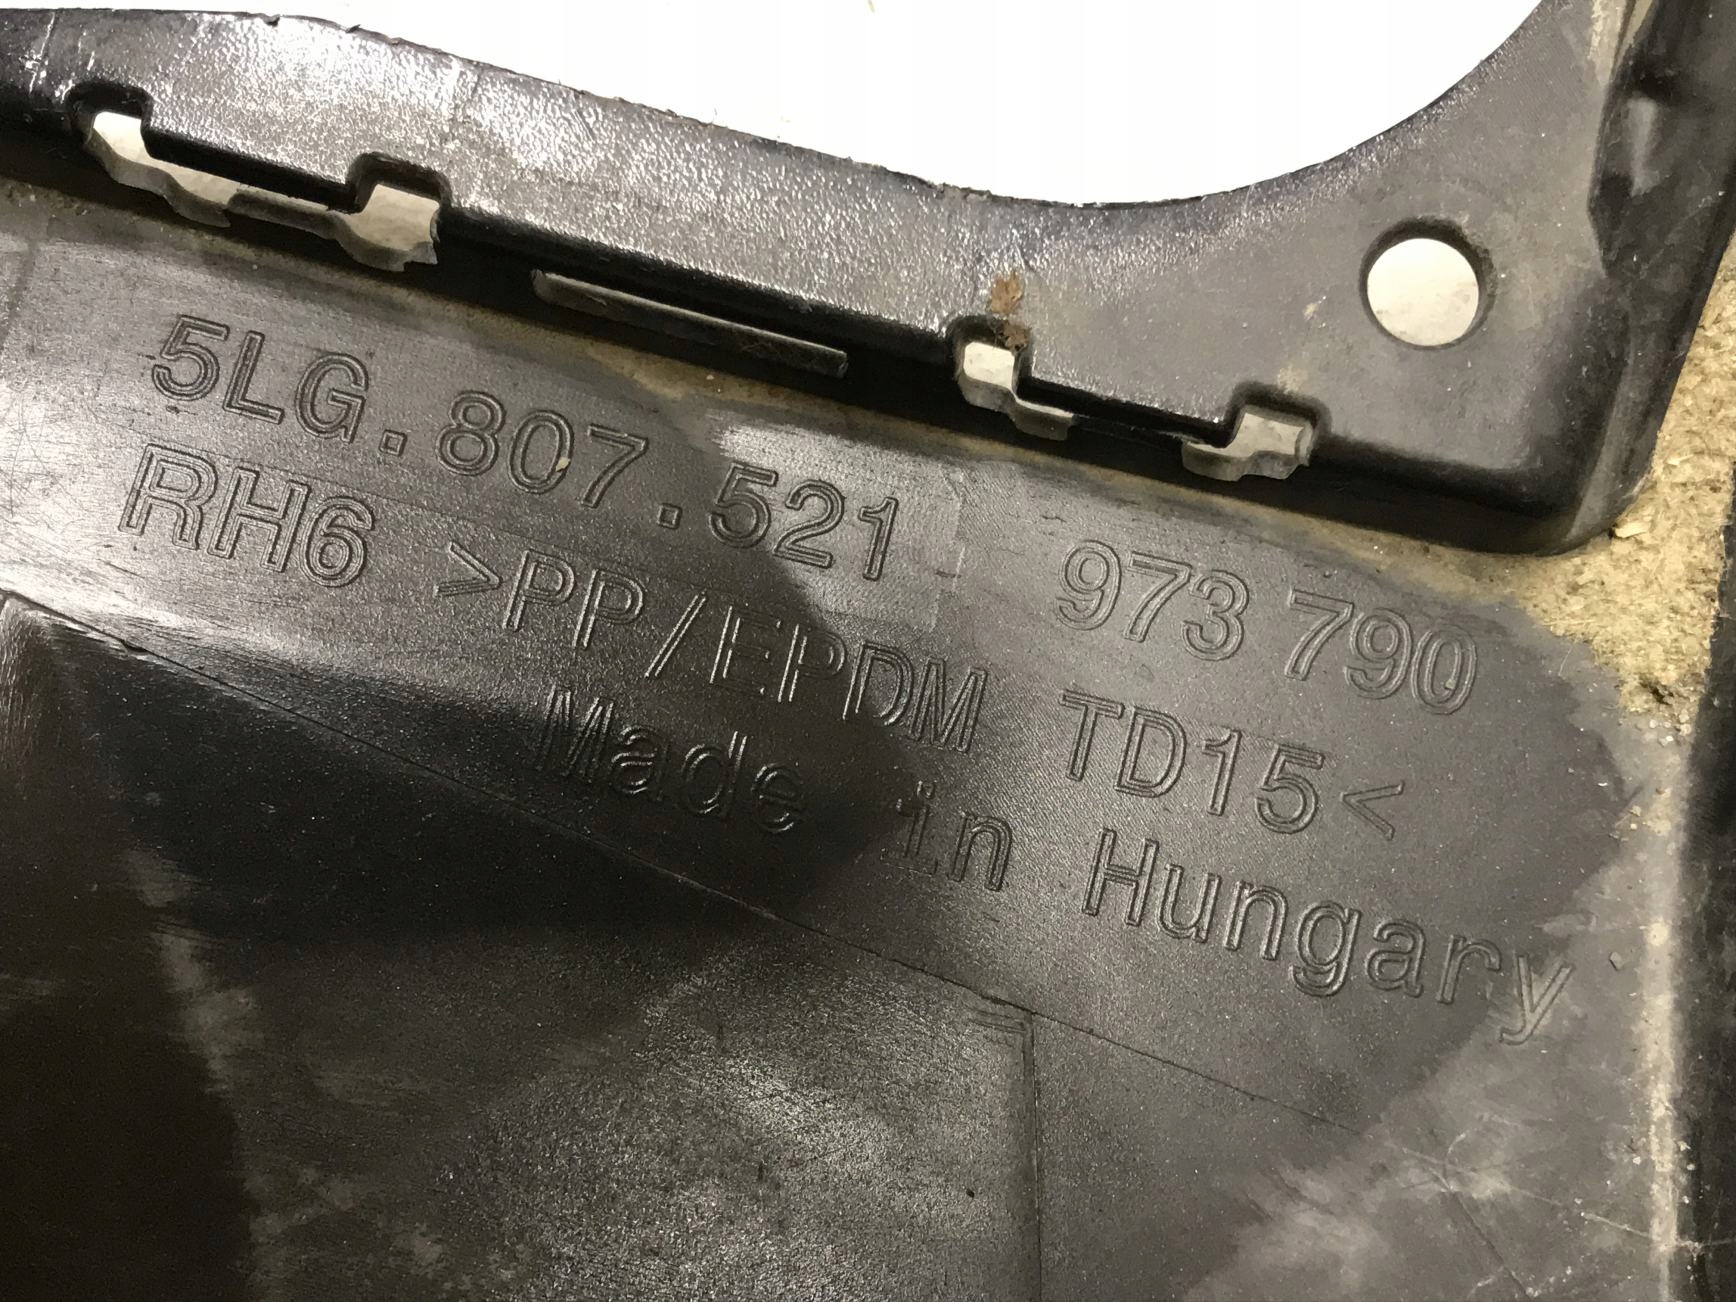 5LG.807.521 973 790
RH6 >PP/EPDM TD15<
Made in Hungary